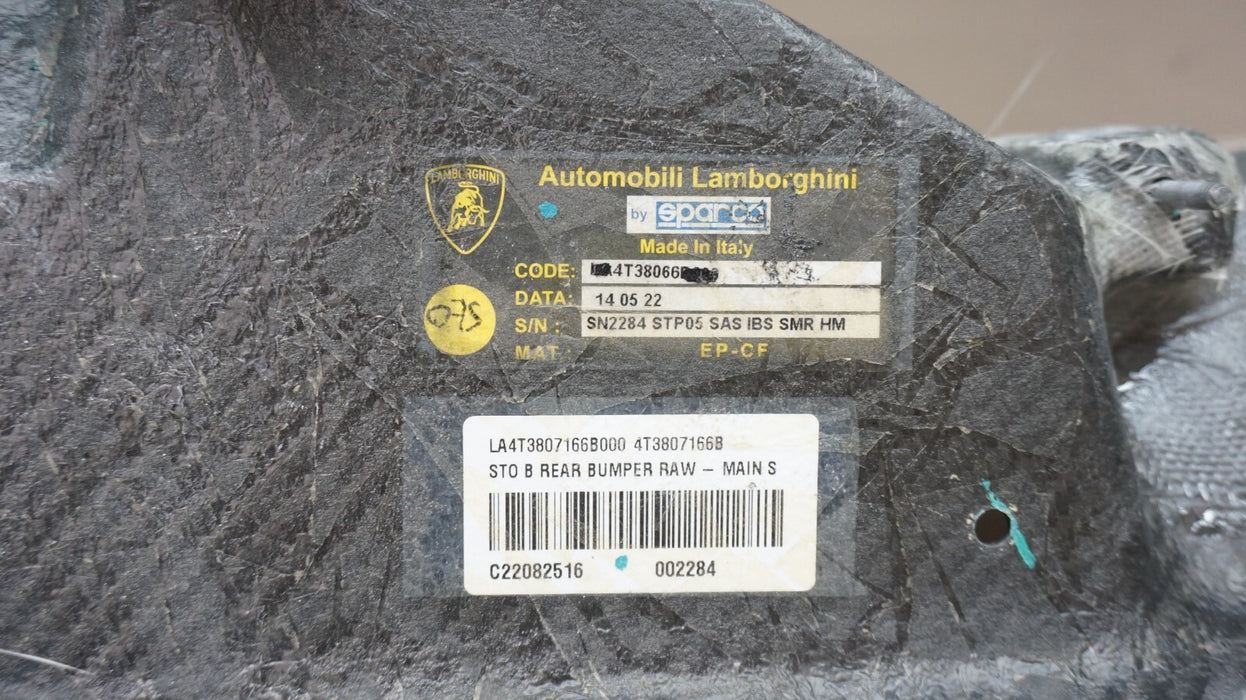 LAMBORGHINI
Automobili Lamborghini
by sparco
Made In Italy
CODE:
DATA: 14 05 22
075
S/N : SN2284 STP05 SAS IBS SMR HM
MAT : EP-CF
LA4T3807166B000 4T3807166B
STO B REAR BUMPER RAW – MAIN S
C22082516 002284